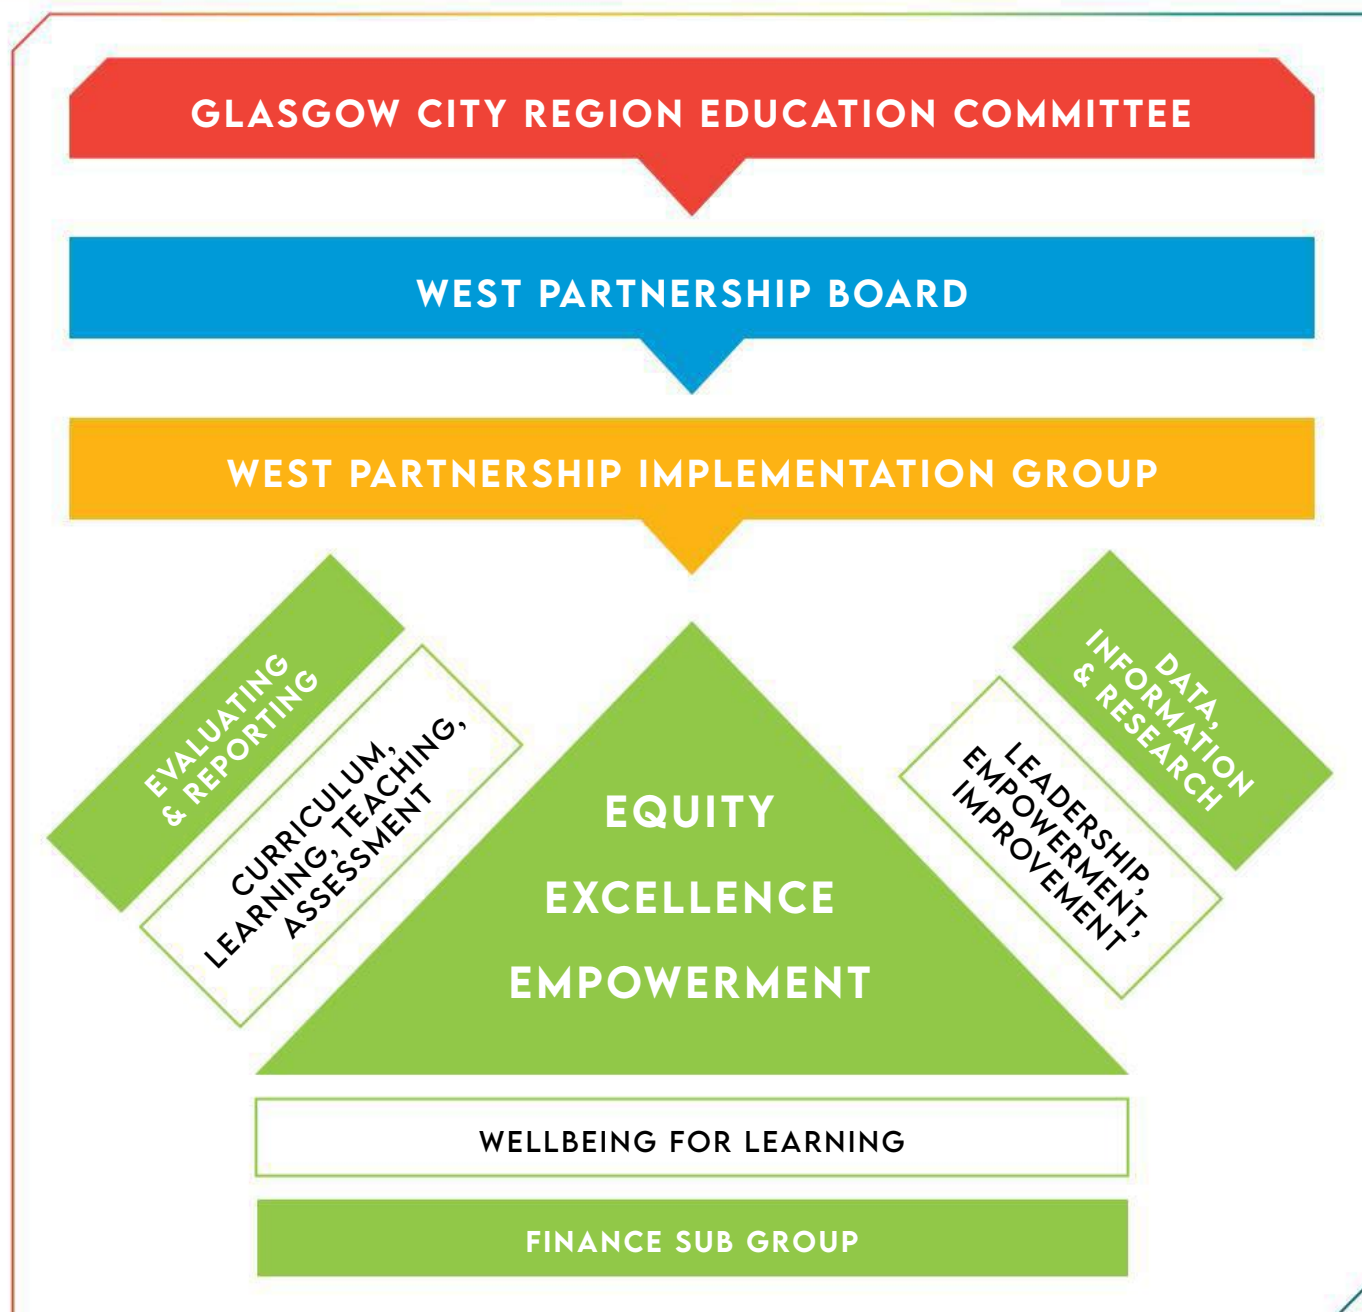 GLASGOW CITY REGION EDUCATION COMMITTEE
WEST PARTNERSHIP BOARD
WEST PARTNERSHIP IMPLEMENTATION GROUP
EVALUATING
& REPORTING
CURRICULUM,
LEARNING, TEACHING,
ASSESSMENT
EQUITY
EXCELLENCE
EMPOWERMENT
DATA,
INFORMATION
& RESEARCH
LEADERSHIP,
EMPOWERMENT,
IMPROVEMENT
WELLBEING FOR LEARNING
FINANCE SUB GROUP